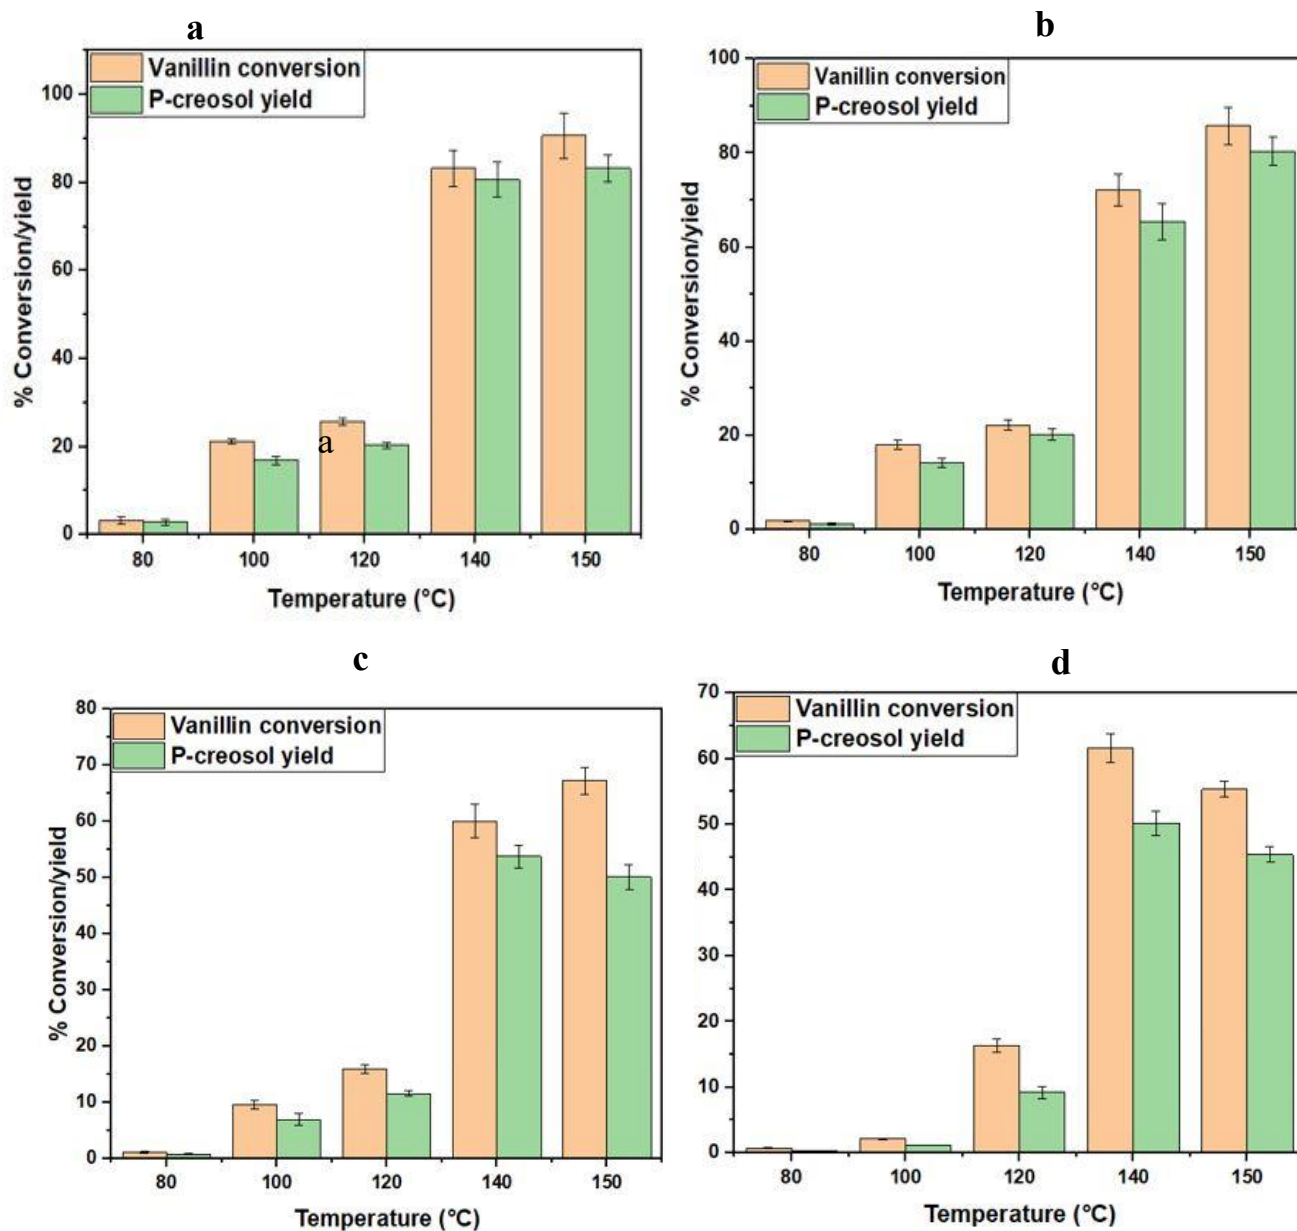 a
Vanillin conversion
P-creosol yield
% Conversion/yield
100
80
60
40
20
0
a
80 100 120 140 150
Temperature (°C)
b
Vanillin conversion
P-creosol yield
% Conversion/yield
100
80
60
40
20
0
80 100 120 140 150
Temperature (°C)
c
Vanillin conversion
P-creosol yield
% Conversion/yield
80
70
60
50
40
30
20
10
0
80 100 120 140 150
Temperature (°C)
d
Vanillin conversion
P-creosol yield
70
60
50
40
30
20
10
0
80 100 120 140 150
Temperature (°C)